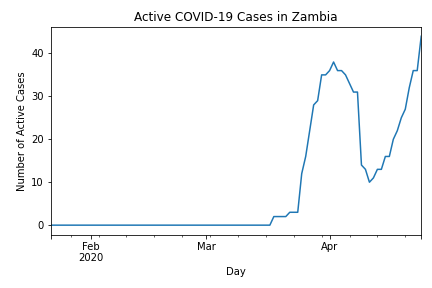 Active COVID-19 Cases in Zambia
Number of Active Cases
40
30
20
10
0
Feb
2020
Mar
Apr
Day